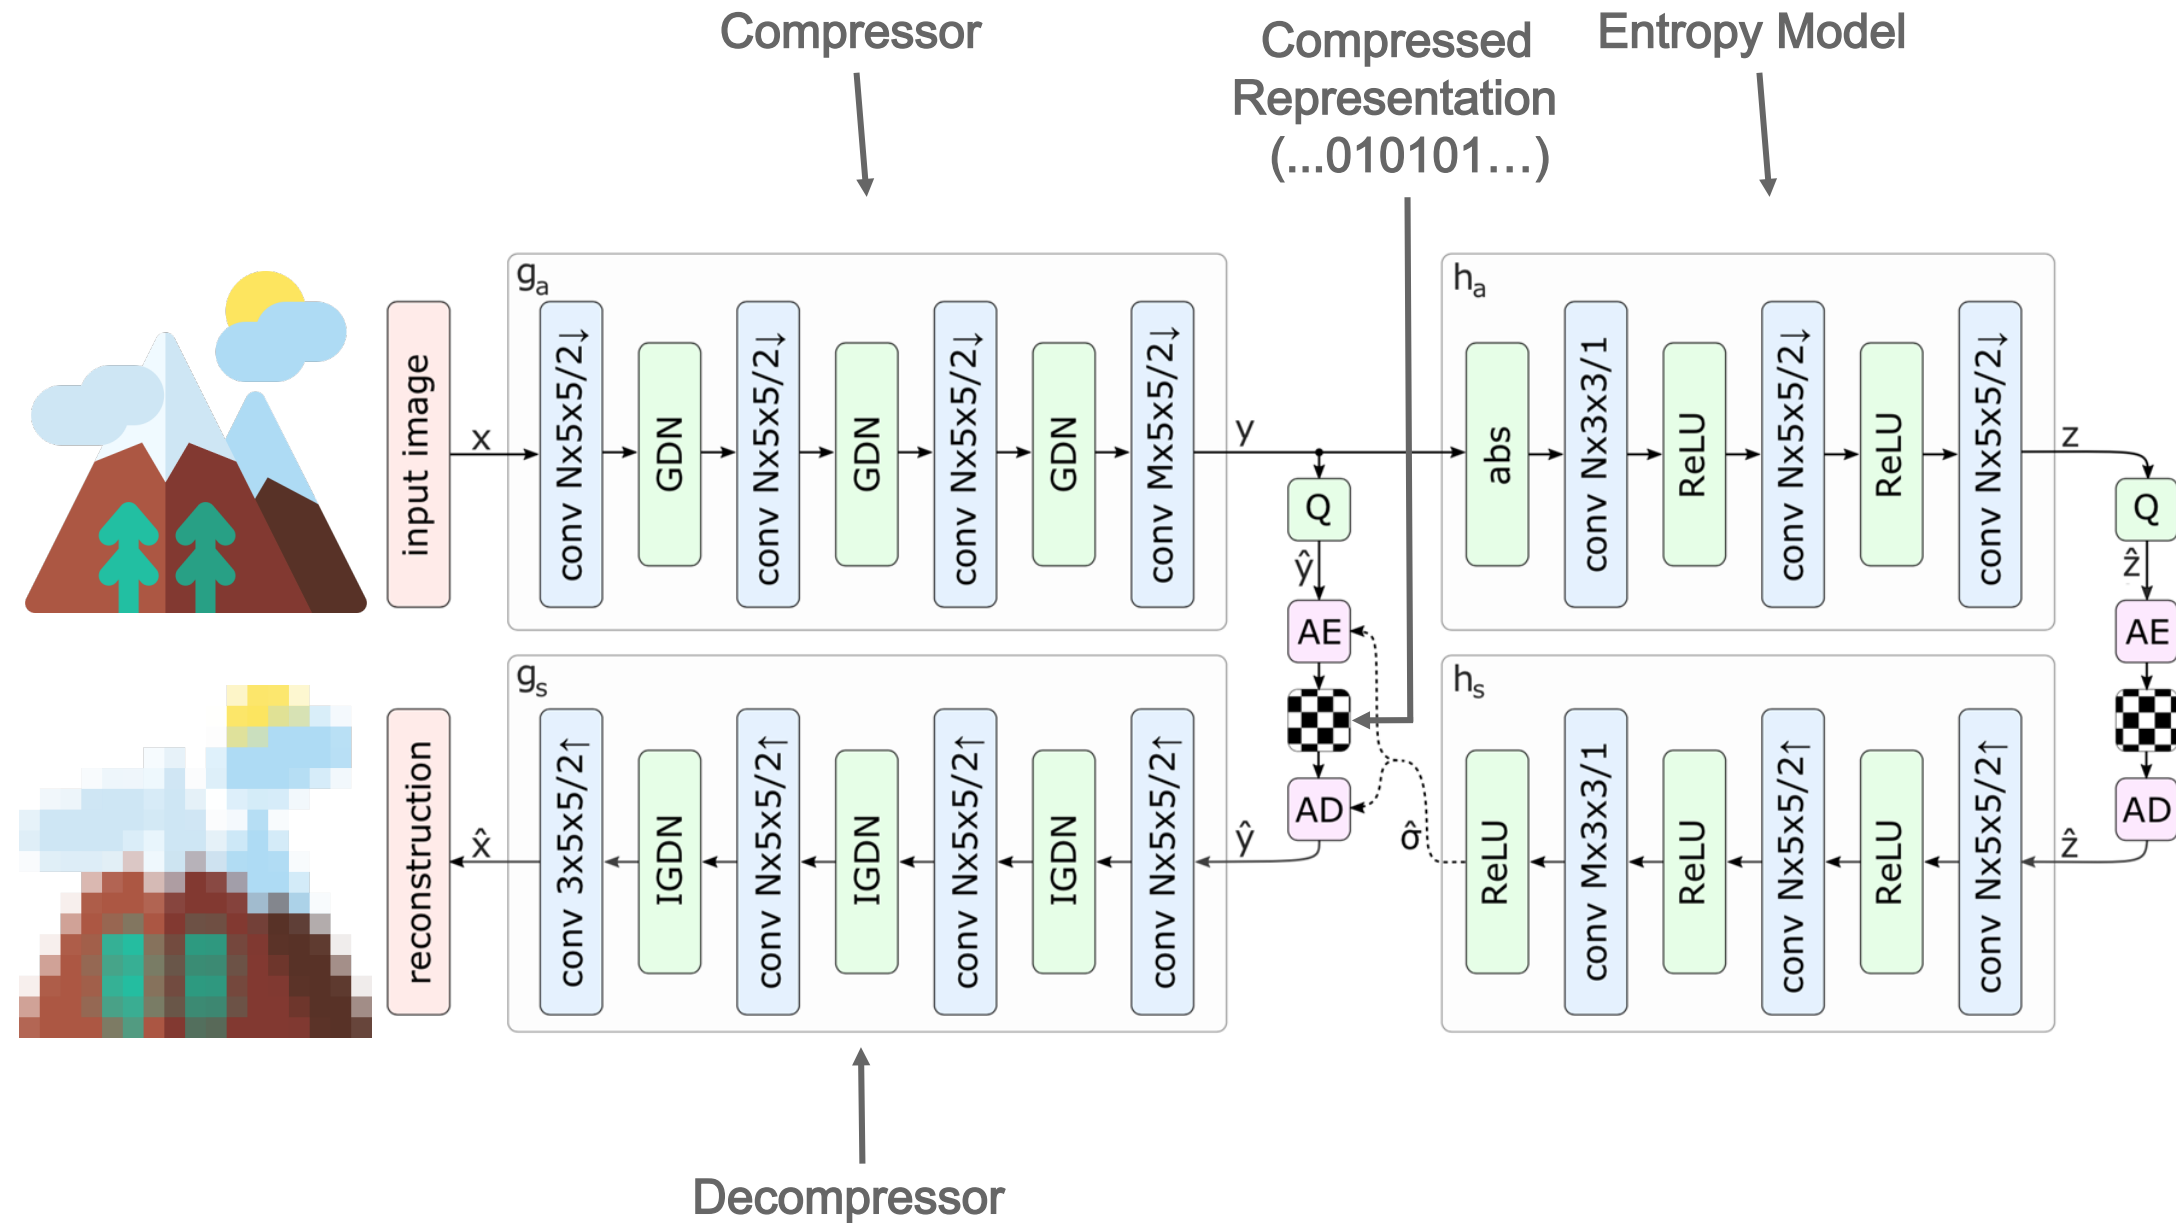 Compressor
Compressed
Representation
(...010101...)
Entropy Model
input image
x
gₐ
conv Nx5x5/2↓
GDN
conv Nx5x5/2↓
GDN
conv Nx5x5/2↓
GDN
conv Mx5x5/2↓
y
Q
ŷ
AE
AD
hₐ
abs
conv Nx3x3/1
ReLU
conv Nx5x5/2↓
ReLU
conv Nx5x5/2↓
z
Q
ẑ
AE
AD
reconstruction
x̂
gₛ
conv 3x5x5/2↑
IGDN
conv Nx5x5/2↑
IGDN
conv Nx5x5/2↑
IGDN
conv Nx5x5/2↑
ŷ
σ̂
hₛ
ReLU
conv Mx3x3/1
ReLU
conv Nx5x5/2↑
ReLU
conv Nx5x5/2↑
ẑ
Decompressor